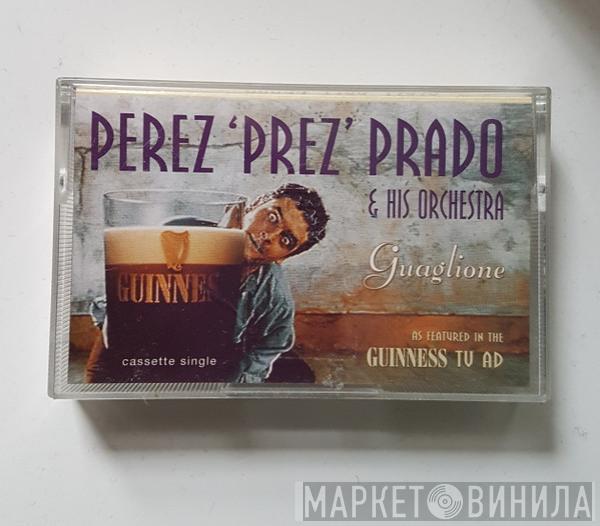 PEREZ 'PREZ' PRADO
& HIS ORCHESTRA
Guaglione
GUINNES
AS FEATURED IN THE
GUINNESS TV AD
cassette single
МАРКЕТ ВИНИЛА